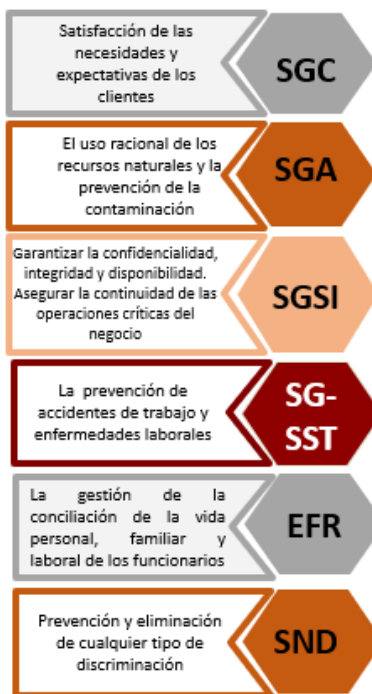 Satisfacción de las
necesidades y
expectativas de los
clientes
SGC
El uso racional de los
recursos naturales y la
prevención de la
contaminación
SGA
Garantizar la confidencialidad,
integridad y disponibilidad.
Asegurar la continuidad de las
operaciones críticas del
negocio
SGSI
La prevención de
accidentes de trabajo y
enfermedades laborales
SG-
SST
La gestión de la
conciliación de la vida
personal, familiar y
laboral de los funcionarios
EFR
Prevención y eliminación
de cualquier tipo de
discriminación
SND